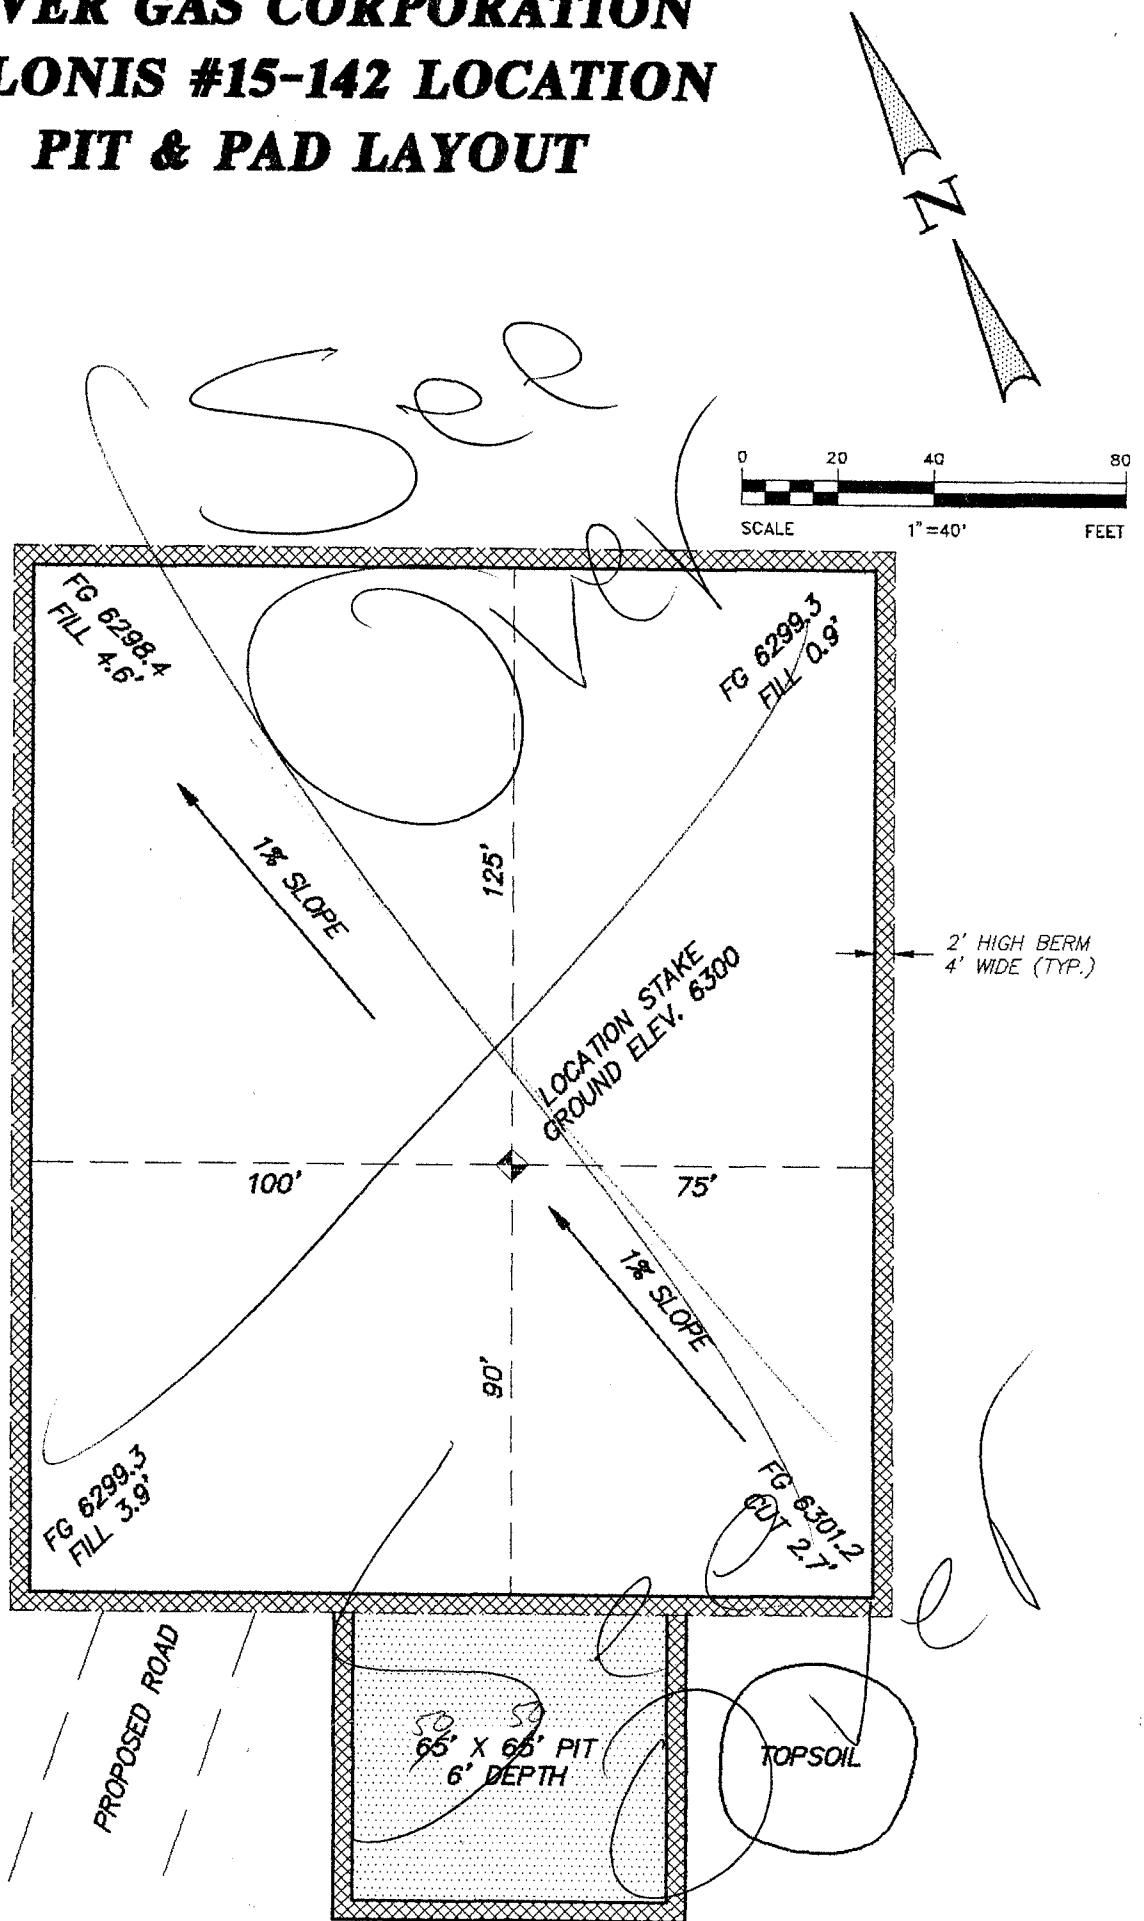 VER GAS CORPORATION
LONIS #15-142 LOCATION
PIT & PAD LAYOUT
N
See
Over
0 20 40 80
SCALE 1"=40' FEET
FG 6298.4
FILL 4.6'
FG 6299.3
FILL 0.9'
1% SLOPE
125'
2' HIGH BERM
4' WIDE (TYP.)
LOCATION STAKE
GROUND ELEV. 6300
100'
75'
1% SLOPE
90'
FG 6299.3
FILL 3.9'
FG 6301.2
CUT 2.7'
PROPOSED ROAD
50 50
65' X 65' PIT
6' DEPTH
TOPSOIL